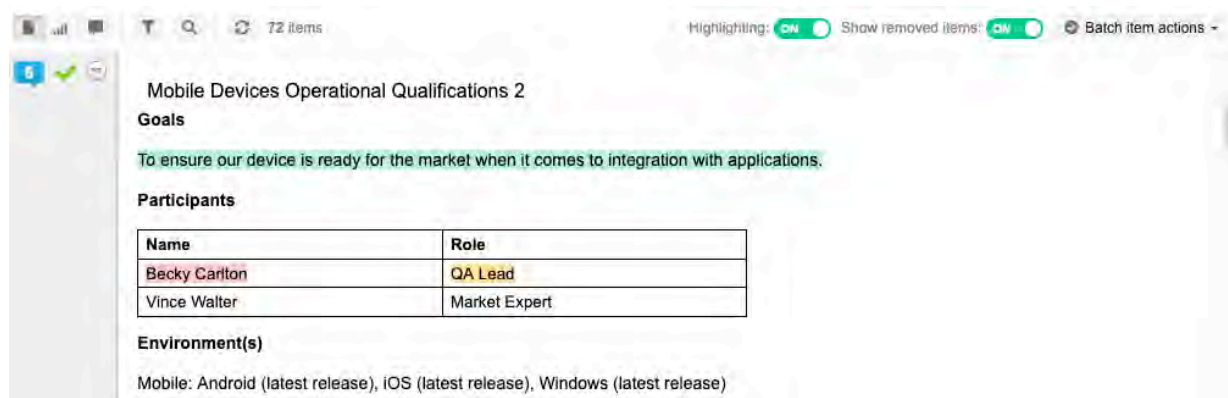 72 items
Highlighting: ON Show removed items: ON Batch item actions
6
Mobile Devices Operational Qualifications 2
Goals
To ensure our device is ready for the market when it comes to integration with applications.
Participants
Name Role
Becky Carlton QA Lead
Vince Walter Market Expert
Environment(s)
Mobile: Android (latest release), iOS (latest release), Windows (latest release)